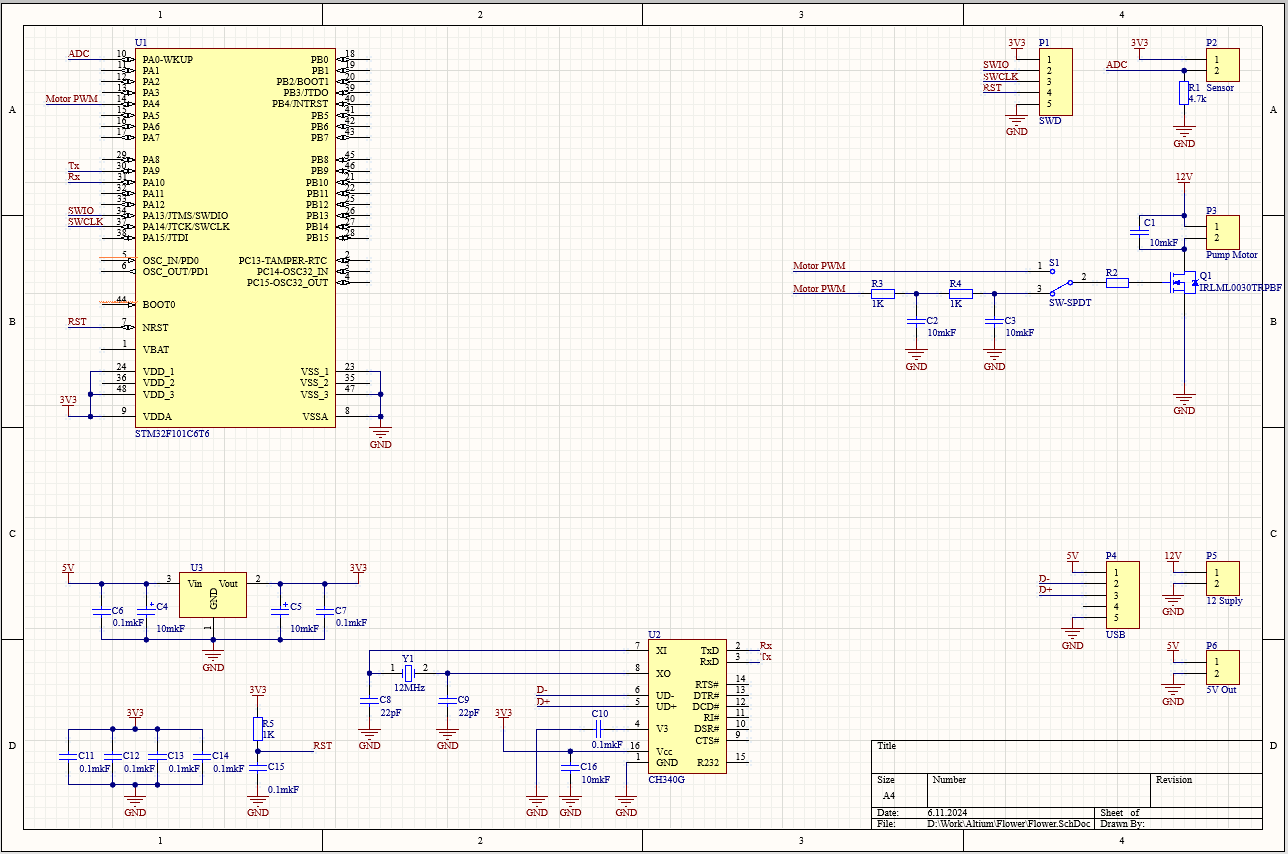 1 2 3 4
A
B
C
D
U1
ADC 10 PA0-WKUP PB0 18
11 PA1 PB1 19
12 PA2 PB2/BOOT1 20
13 PA3 PB3/JTDO 39
Motor PWM 14 PA4 PB4/JNTRST 40
15 PA5 PB5 41
16 PA6 PB6 42
17 PA7 PB7 43
29 PA8 PB8 45
Tx 30 PA9 PB9 46
Rx 31 PA10 PB10 21
32 PA11 PB11 22
33 PA12 PB12 25
SWIO 34 PA13/JTMS/SWDIO PB13 26
SWCLK 37 PA14/JTCK/SWCLK PB14 27
38 PA15/JTDI PB15 28
5 OSC_IN/PD0 PC13-TAMPER-RTC 2
6 OSC_OUT/PD1 PC14-OSC32_IN 3
PC15-OSC32_OUT 4
44 BOOT0
RST 7 NRST
1 VBAT
24 VDD_1 VSS_1 23
36 VDD_2 VSS_2 35
48 VDD_3 VSS_3 47
3V3
9 VDDA VSSA 8
STM32F101C6T6
GND
3V3 P1
1
SWIO 2
SWCLK 3
RST 4
5
GND SWD
3V3 P2
1
ADC 2
R1 Sensor
4.7k
GND
12V
P3
C1 1
10mkF 2
Pump Motor
Motor PWM 1 S1
Motor PWM R3 R4 3 2 R2 Q1
1K 1K SW-SPDT IRLML0030TRPBF
C2 C3
10mkF 10mkF
GND GND GND
5V U3 3V3
3 Vin Vout 2
GND
1
C6 C4 C5 C7
0.1mkF 10mkF 10mkF 0.1mkF
GND
5V P4
1
D- 2
D+ 3
4
5
GND USB
12V P5
1
2
GND 12 Suply
5V P6
1
2
GND 5V Out
U2
7 XI TxD 2 Rx
RxD 3 Tx
Y1
1 2
12MHz
8 XO
RTS# 14
D- 6 UD- DTR# 13
D+ 5 UD+ DCD# 12
RI# 11
4 V3 DSR# 10
CTS# 9
16 Vcc
1 GND R232 15
CH340G
C8 C9
22pF 22pF
GND GND
3V3
C10
0.1mkF
C16
10mkF
GND GND GND
3V3
C11 C12 C13 C14
0.1mkF 0.1mkF 0.1mkF 0.1mkF
GND
3V3
R5
1K
RST
C15
0.1mkF
GND
Title
Size Number Revision
A4
Date: 6.11.2024 Sheet of
File: D:\Work\Altium\Flower\Flower.SchDoc Drawn By:
1 2 3 4
A
B
C
D